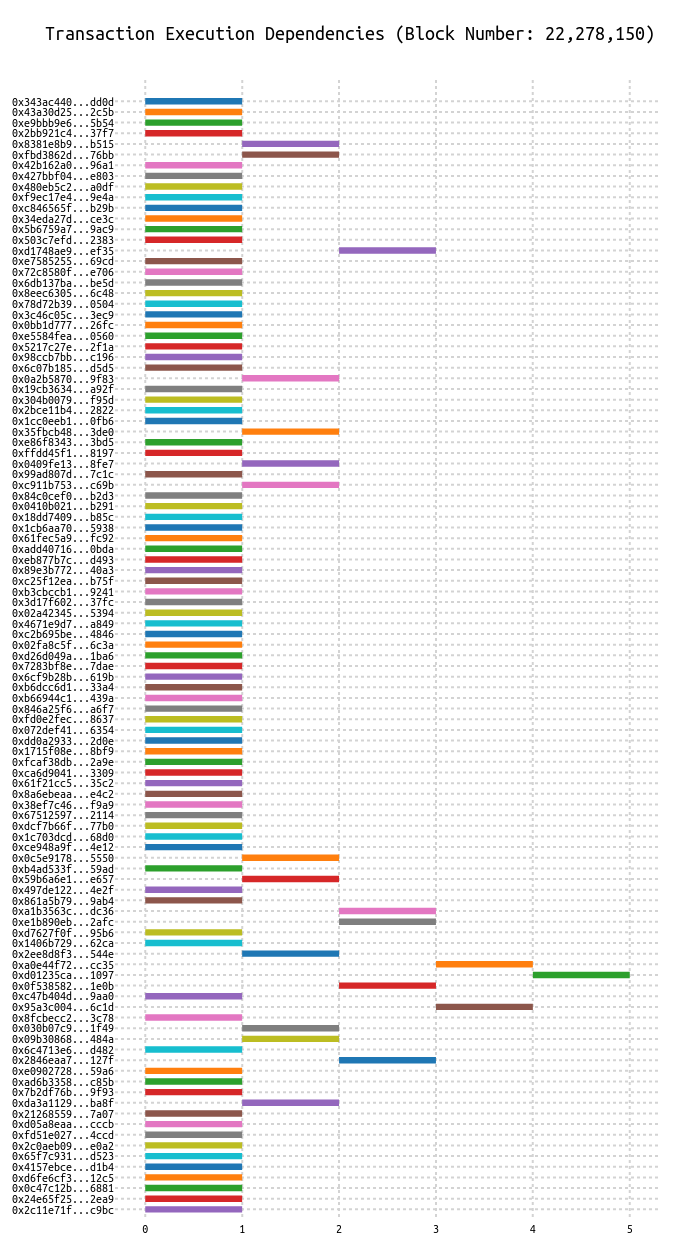 Transaction Execution Dependencies (Block Number: 22,278,150)
0x343ac440...dd0d
0x43a30d25...2c5b
0xe9bbb9e6...5b54
0x2bb921c4...37f7
0x8381e8b9...b515
0xfbd3862d...76bb
0x42b162a0...96a1
0x427bbf04...e803
0x480eb5c2...a0df
0xf9ec17e4...9e4a
0xc846565f...b29b
0x34eda27d...ce3c
0x5b6759a7...9ac9
0x503c7efd...2383
0xd1748ae9...ef35
0xe7585255...69cd
0x72c8580f...e706
0x6db137ba...be5d
0x8eec6305...6c48
0x78d72b39...0504
0x3c46c05c...3ec9
0x0bb1d777...26fc
0xe5584fea...0560
0x5217c27e...2f1a
0x98ccb7bb...c196
0x6c07b185...d5d5
0x0a2b5870...9f83
0x19cb3634...a92f
0x304b0079...f95d
0x2bce11b4...2822
0x1cc0eeb1...0fb6
0x35fbcb48...3de0
0xe86f8343...3bd5
0xffdd45f1...8197
0x0409fe13...8fe7
0x99ad807d...7c1c
0xc911b753...c69b
0x84c0cef0...b2d3
0x0410b021...b291
0x18dd7409...b85c
0x1cb6aa70...5938
0x61fec5a9...fc92
0xadd40716...0bda
0xeb877b7c...d493
0x89e3b772...40a3
0xc25f12ea...b75f
0xb3cbccb1...9241
0x3d17f602...37fc
0x02a42345...5394
0x4671e9d7...a849
0xc2b695be...4846
0x02fa8c5f...6c3a
0xd26d049a...1ba6
0x7283bf8e...7dae
0x6cf9b28b...619b
0xb6dcc6d1...33a4
0xb66944c1...439a
0x846a25f6...a6f7
0xfd0e2fec...8637
0x072def41...6354
0xdd0a2933...2d0e
0x1715f08e...8bf9
0xfcaf38db...2a9e
0xca6d9041...3309
0x61f21cc5...35c2
0x8a6ebeaa...e4c2
0x38ef7c46...f9a9
0x67512597...2114
0xdcf7b66f...77b0
0x1c703dcd...68d0
0xce948a9f...4e12
0x0c5e9178...5550
0xb4ad533f...59ad
0x59b6a6e1...e657
0x497de122...4e2f
0x861a5b79...9ab4
0xa1b3563c...dc36
0xe1b890eb...2afc
0xd7627f0f...95b6
0x1406b729...62ca
0x2ee8d8f3...544e
0xa0e44f72...cc35
0xd01235ca...1097
0x0f538582...1e0b
0xc47b404d...9aa0
0x95a3c004...6c1d
0x8fcbecc2...3c78
0x030b07c9...1f49
0x09b30868...484a
0x6c4713e6...d482
0x2846eaa7...127f
0xe0902728...59a6
0xad6b3358...c85b
0x7b2df76b...9f93
0xda3a1129...ba8f
0x21268559...7a07
0xd05a8eaa...cccb
0xfd51e027...4ccd
0x2c0aeb09...e0a2
0x65f7c931...d523
0x4157ebce...d1b4
0xd6fe6cf3...12c5
0x0c47c12b...6881
0x24e65f25...2ea9
0x2c11e71f...c9bc
0 1 2 3 4 5